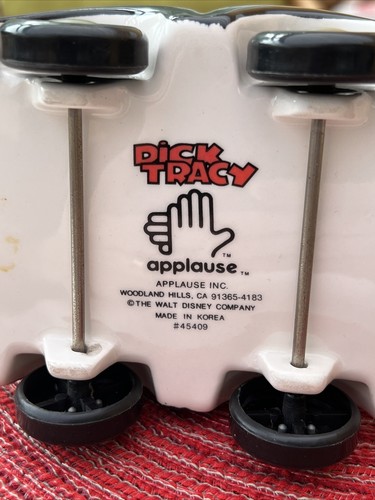 DICK
TRACY
applause™
APPLAUSE INC.
WOODLAND HILLS, CA 91365-4183
© THE WALT DISNEY COMPANY
MADE IN KOREA
#45409